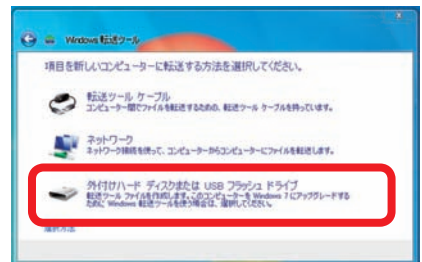 Windows 転送ツール
項目を新しいコンピューターに転送する方法を選択してください。
転送ツール ケーブル
コンピューター間でファイルを転送するための、転送ツール ケーブルを持っています。
ネットワーク
ネットワーク接続を使って、コンピューターからコンピューターにファイルを転送します。
外付けハード ディスクまたは USB フラッシュ ドライブ
転送ツール ファイルを作成します。このコンピューターを Windows 7 にアップグレードする
ために Windows 転送ツールを使う場合は、選択してください。
選択方法